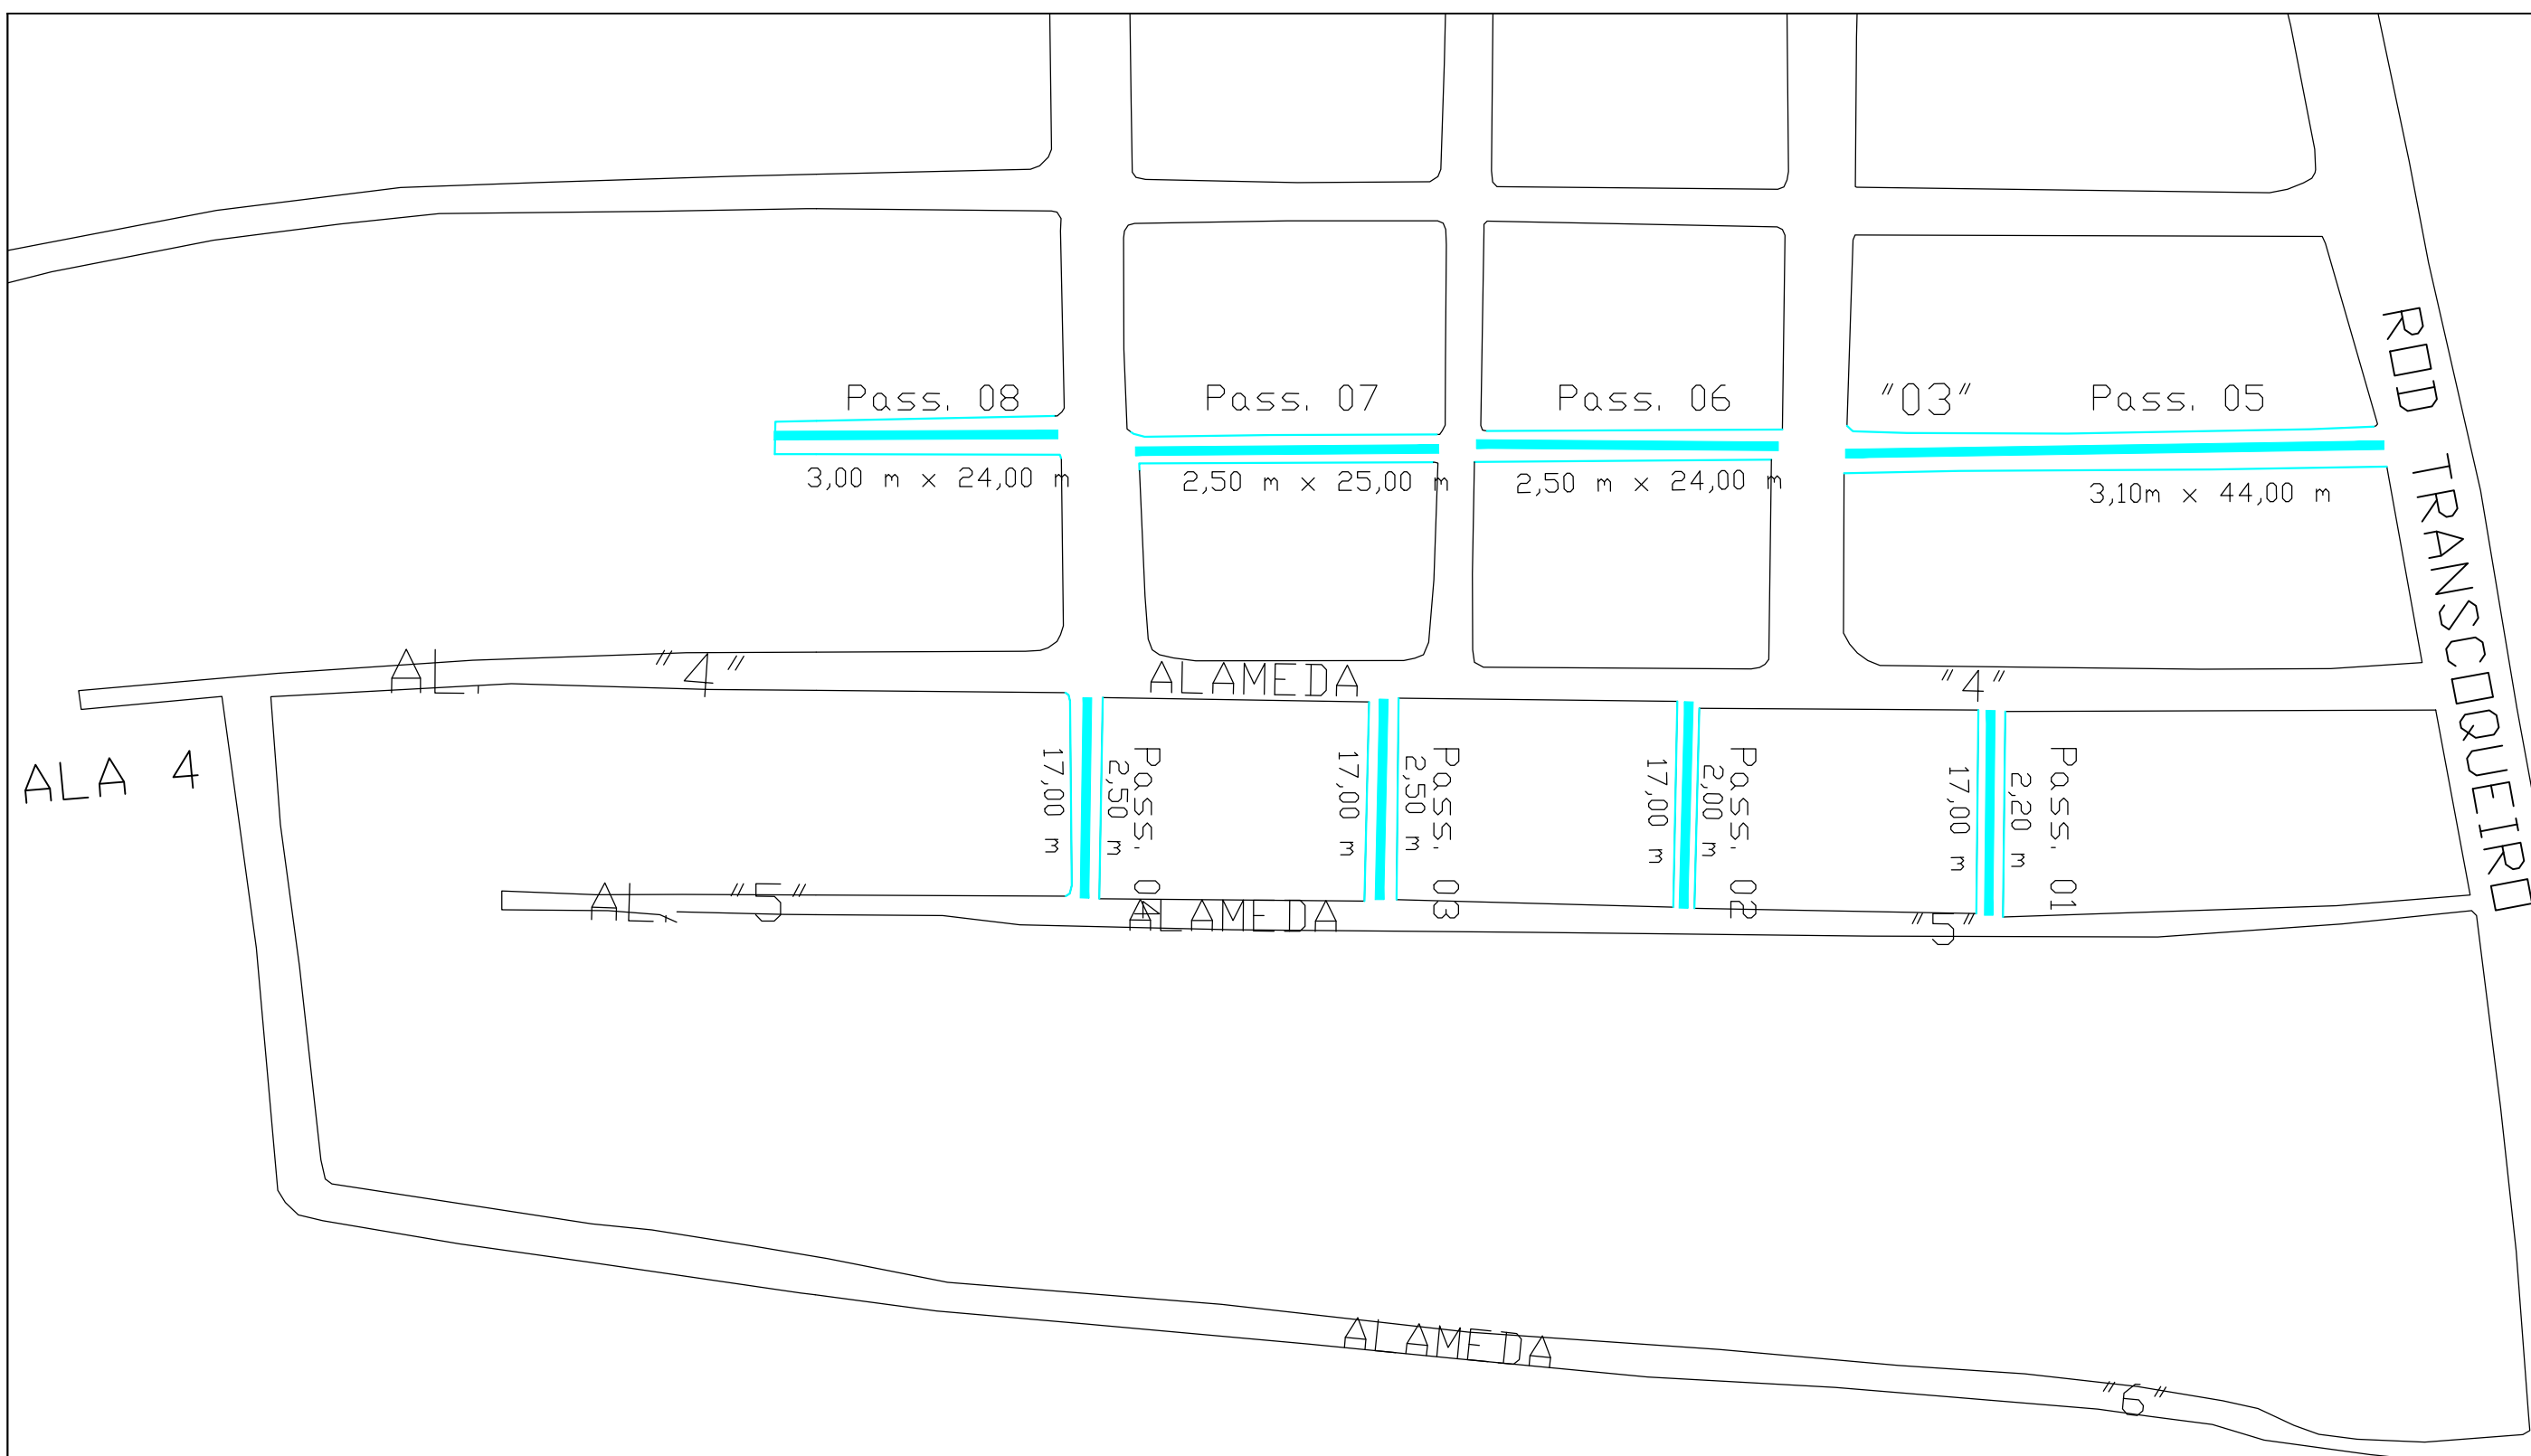 Pass. 08
Pass. 07
Pass. 06
"03"
Pass. 05
3,00 m x 24,00 m
2,50 m x 25,00 m
2,50 m x 24,00 m
3,10m x 44,00 m
ROD TRANSCOQUEIRO
AL. "4"
ALAMEDA "4"
ALA 4
17,00 m
2,50 m
Pass. 04
17,00 m
2,50 m
Pass. 03
17,00 m
2,00 m
Pass. 02
17,00 m
2,20 m
Pass. 01
AL. "5"
ALAMEDA "5"
ALAMEDA "6"